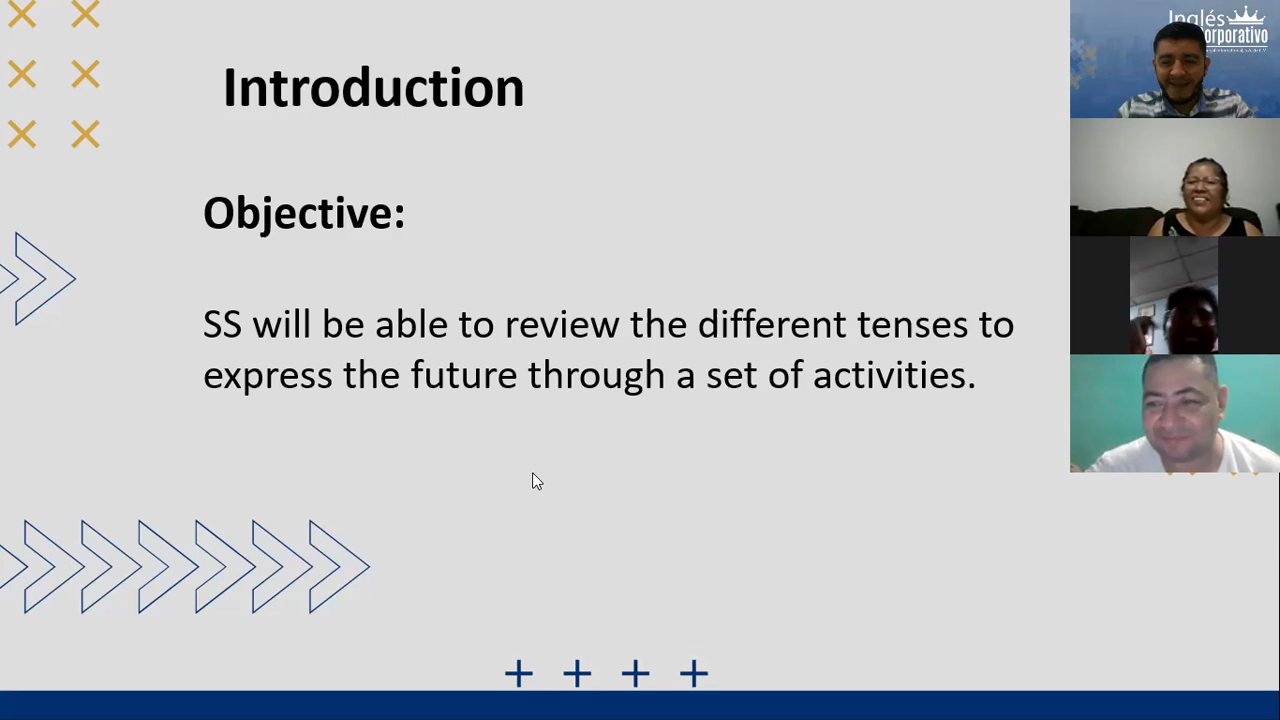 Introduction
Objective:
SS will be able to review the different tenses to
express the future through a set of activities.
Inglés